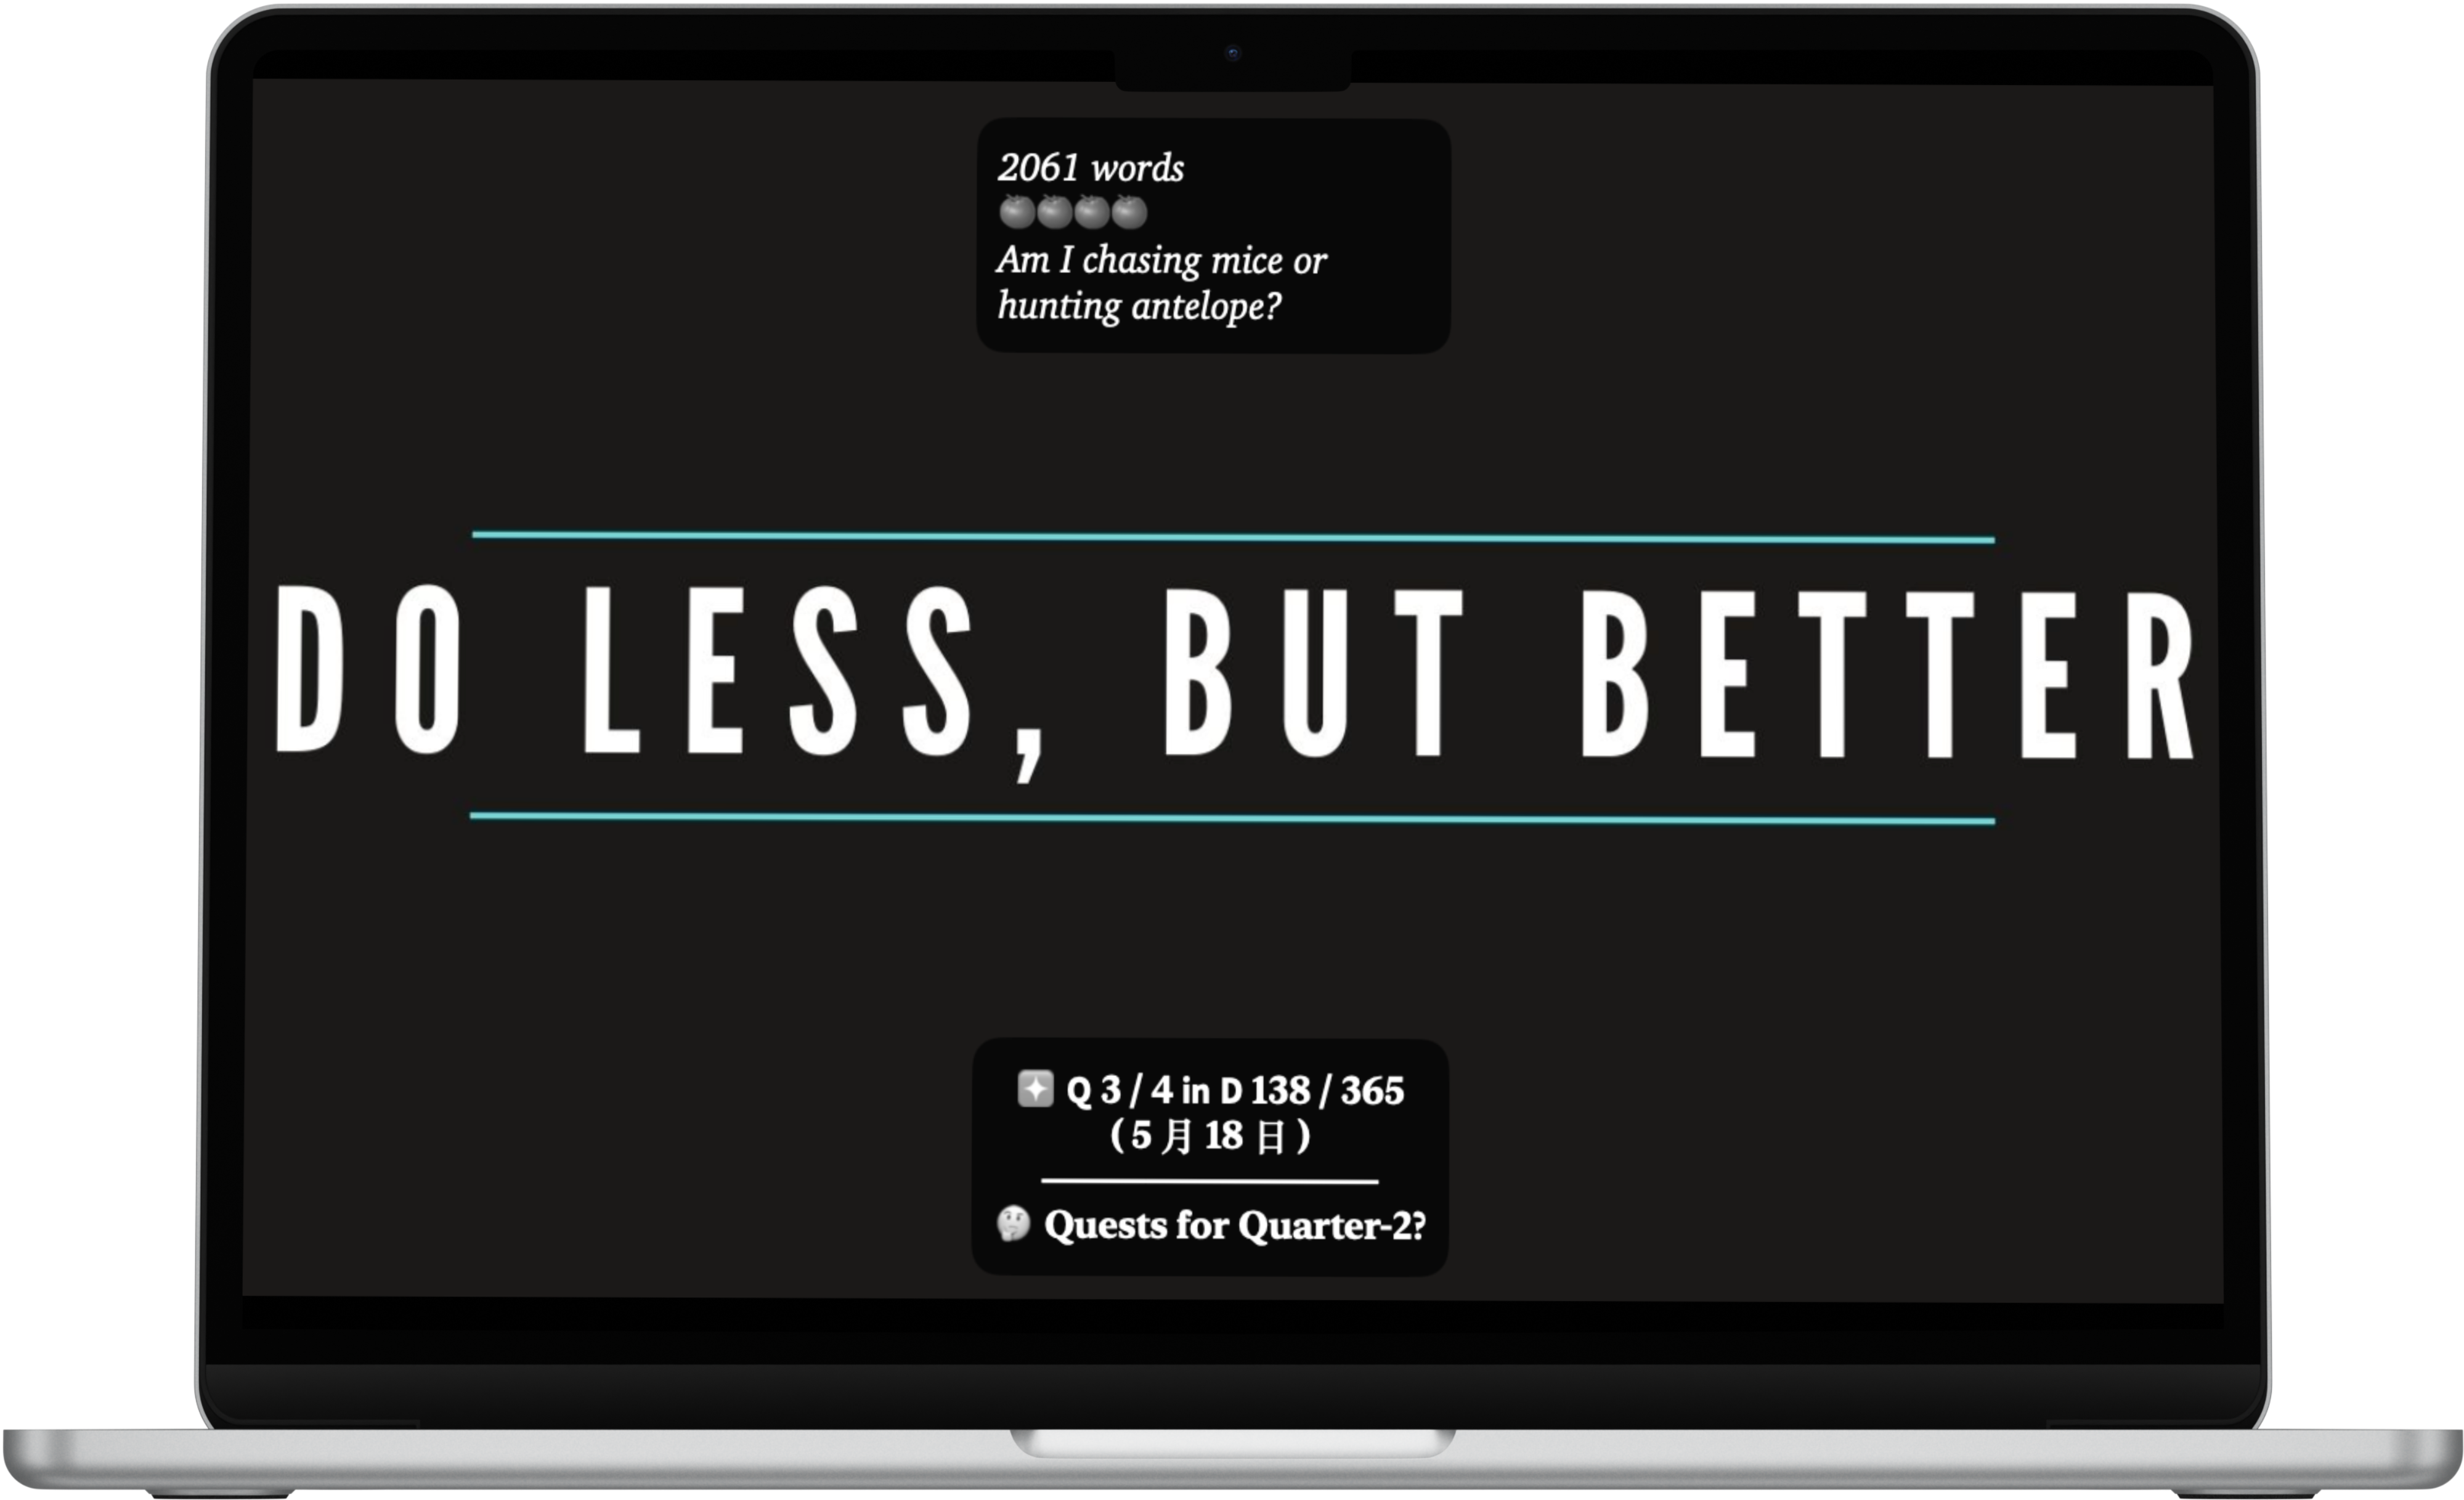 2061 words
🍅🍅🍅🍅
Am I chasing mice or
hunting antelope?
DO LESS, BUT BETTER
Q 3 / 4 in D 138 / 365
( 5 月 18 日 )
🤔 Quests for Quarter-2?